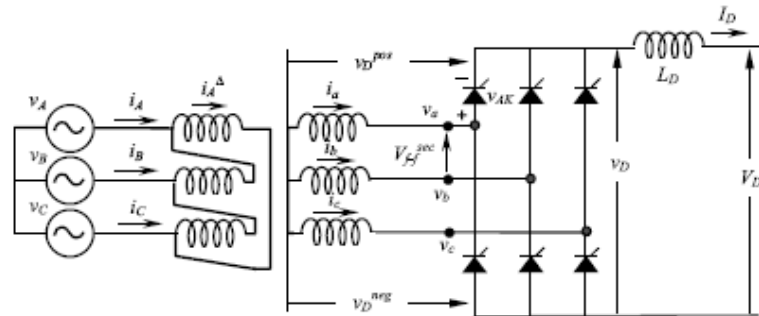 I_D
v_D^pos
L_D
v_A
i_A
i_A^Δ
i_a
v_a
−
+
v_AK
v_B
i_B
i_b
V_f-f^sec
v_b
v_D
V_D
v_C
i_C
i_c
v_c
v_D^neg